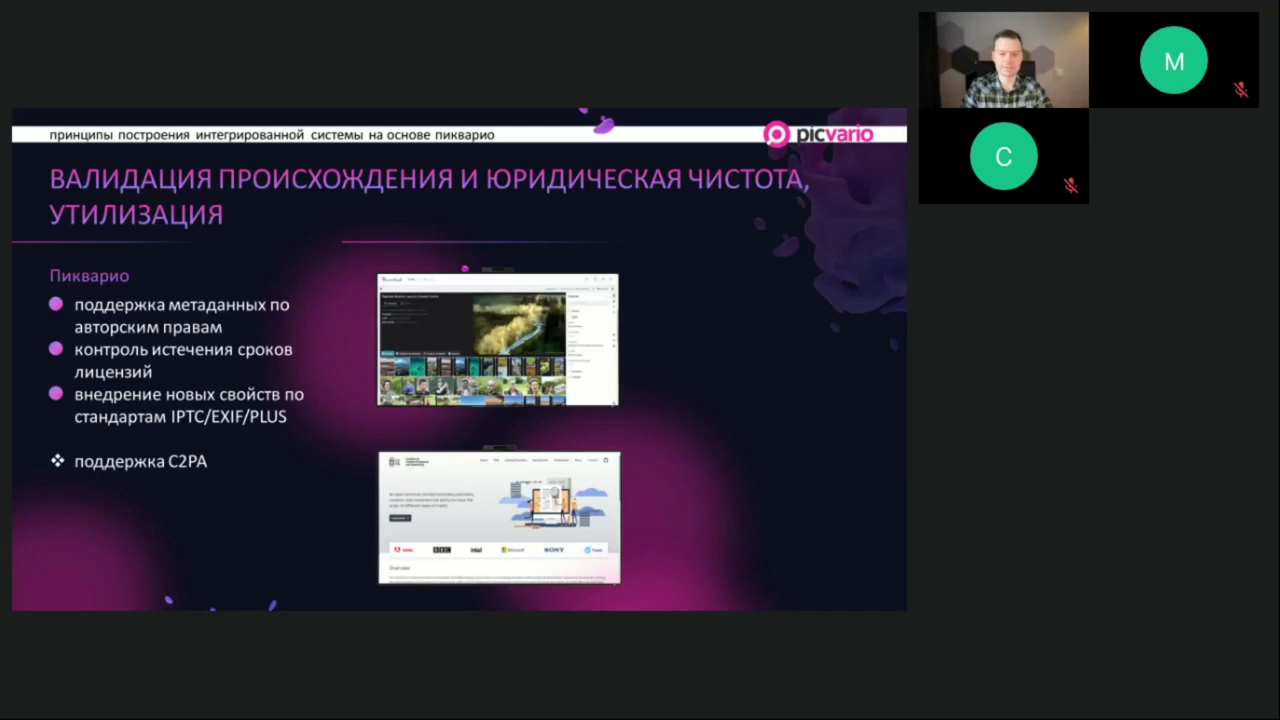 принципы построения интегрированной системы на основе пикварио
picvario
ВАЛИДАЦИЯ ПРОИСХОЖДЕНИЯ И ЮРИДИЧЕСКАЯ ЧИСТОТА,
УТИЛИЗАЦИЯ
Пикварио
поддержка метаданных по
авторским правам
контроль истечения сроков
лицензий
внедрение новых свойств по
стандартам IPTC/EXIF/PLUS
поддержка C2PA
BBC
intel
Microsoft
SONY
Overview
M
C